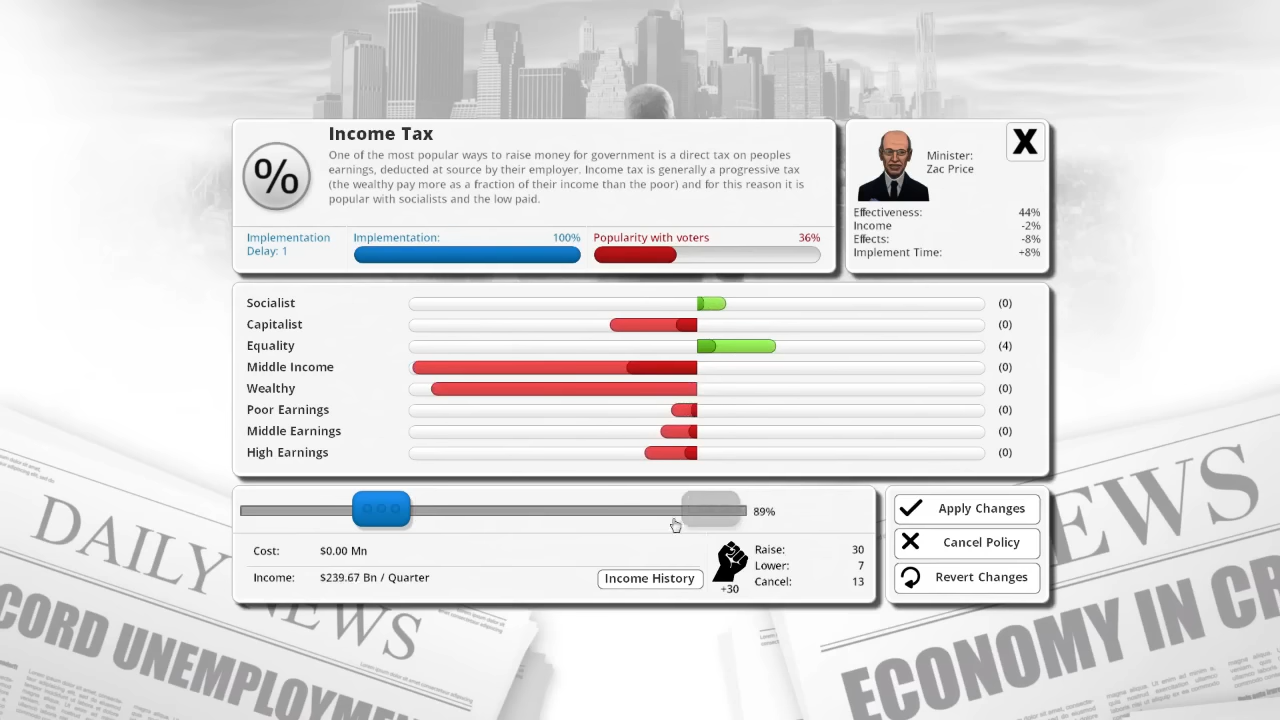 Income Tax
One of the most popular ways to raise money for government is a direct tax on peoples
earnings, deducted at source by their employer. Income tax is generally a progressive tax
(the wealthy pay more as a fraction of their income than the poor) and for this reason it is
popular with socialists and the low paid.
%
Implementation
Delay: 1
Implementation: 100%
Popularity with voters 36%
X
Minister:
Zac Price
Effectiveness: 44%
Income -2%
Effects: -8%
Implement Time: +8%
Socialist (0)
Capitalist (0)
Equality (4)
Middle Income (0)
Wealthy (0)
Poor Earnings (0)
Middle Earnings (0)
High Earnings (0)
89%
Cost: $0.00 Mn
Income: $239.67 Bn / Quarter
Income History
+30
Raise: 30
Lower: 7
Cancel: 13
Apply Changes
Cancel Policy
Revert Changes
DAILY NEWS
CORD UNEMPLOYME
EWS
ECONOMY IN CR